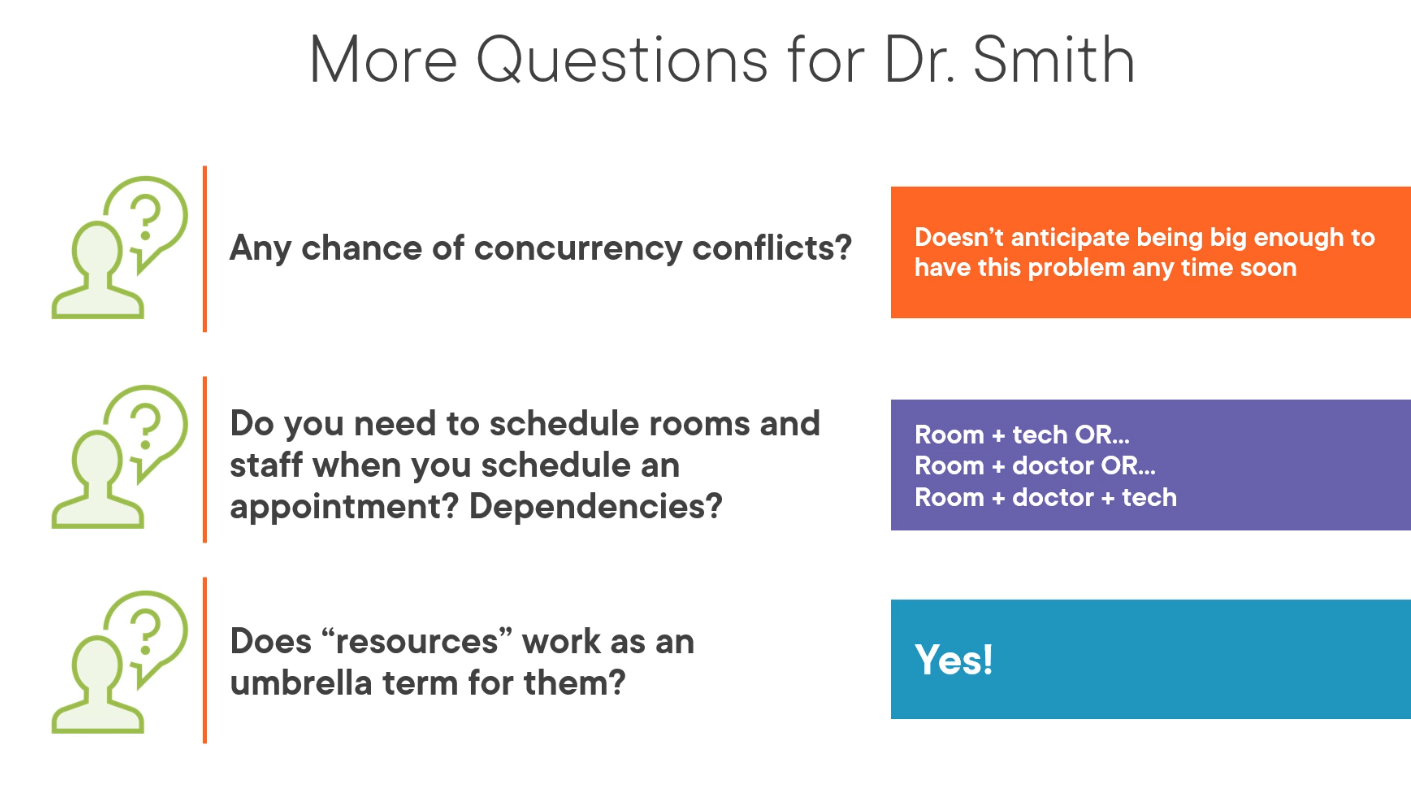 More Questions for Dr. Smith
?
Any chance of concurrency conflicts?
Doesn’t anticipate being big enough to
have this problem any time soon
?
Do you need to schedule rooms and
staff when you schedule an
appointment? Dependencies?
Room + tech OR...
Room + doctor OR...
Room + doctor + tech
?
Does “resources” work as an
umbrella term for them?
Yes!